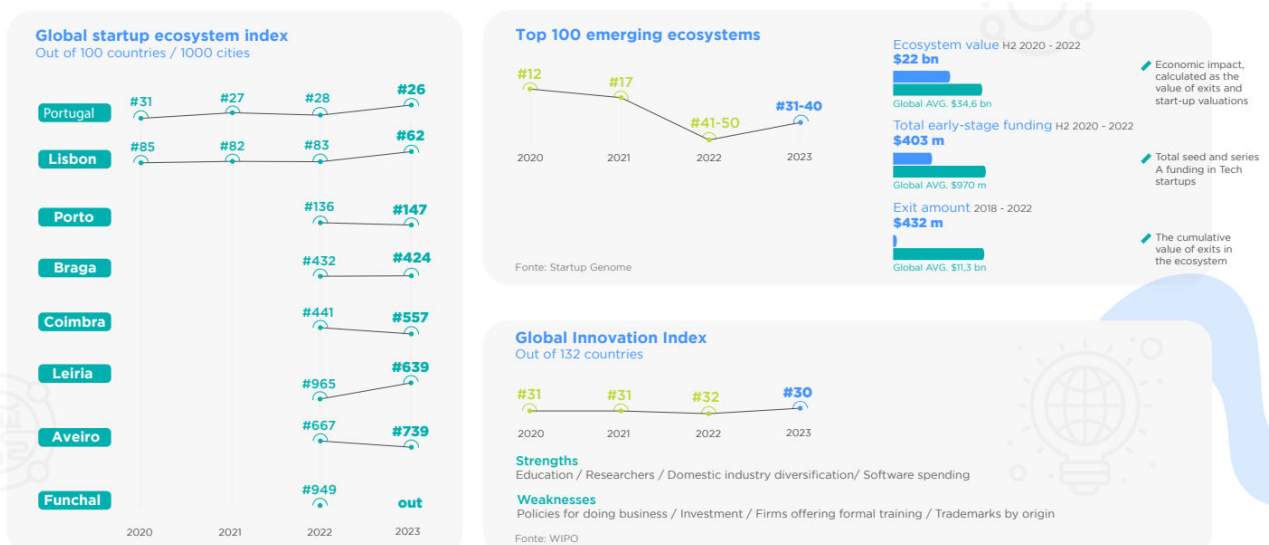 Global startup ecosystem index
Out of 100 countries / 1000 cities
Portugal
#31
#27
#28
#26
Lisbon
#85
#82
#83
#62
Porto
#136
#147
Braga
#432
#424
Coimbra
#441
#557
Leiria
#965
#639
Aveiro
#667
#739
Funchal
#949
out
2020
2021
2022
2023
Top 100 emerging ecosystems
#12
#17
#41-50
#31-40
2020
2021
2022
2023
Fonte: Startup Genome
Ecosystem value H2 2020 - 2022
$22 bn
Global AVG. $34,6 bn
Economic impact,
calculated as the
value of exits and
start-up valuations
Total early-stage funding H2 2020 - 2022
$403 m
Global AVG. $970 m
Total seed and series
A funding in Tech
startups
Exit amount 2018 - 2022
$432 m
Global AVG. $11,3 bn
The cumulative
value of exits in
the ecosystem
Global Innovation Index
Out of 132 countries
#31
#31
#32
#30
2020
2021
2022
2023
Strengths
Education / Researchers / Domestic industry diversification/ Software spending
Weaknesses
Policies for doing business / Investment / Firms offering formal training / Trademarks by origin
Fonte: WIPO